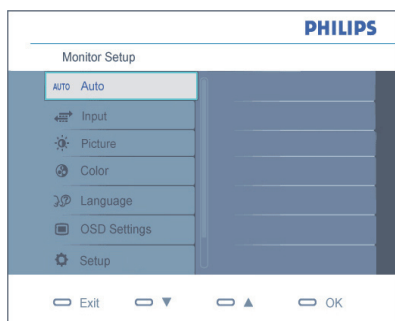 PHILIPS
Monitor Setup
AUTO Auto
Input
Picture
Color
Language
OSD Settings
Setup
Exit ▼ ▲ OK